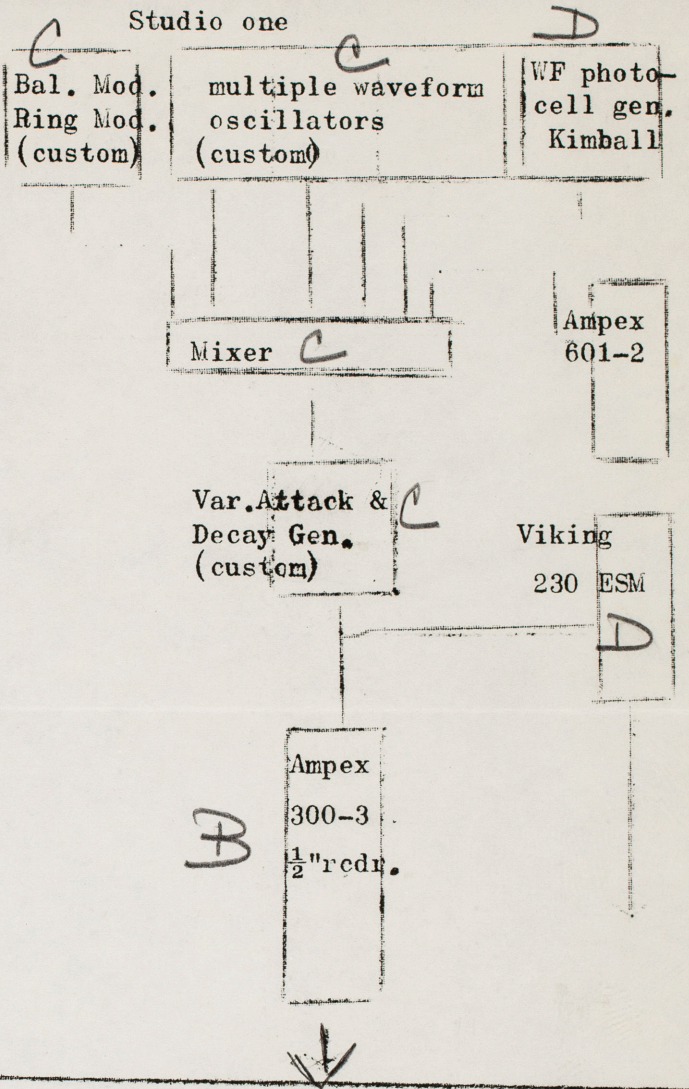 Studio one
C
C
D
Bal. Mod.
Ring Mod.
(custom)
multiple waveform
oscillators
(custom)
WF photo-
cell gen.
Kimball
Mixer C
Ampex
601-2
Var.Attack &
Decay Gen.
(custom)
C
Viking
230 ESM
D
B
Ampex
300-3
½"rcdr.